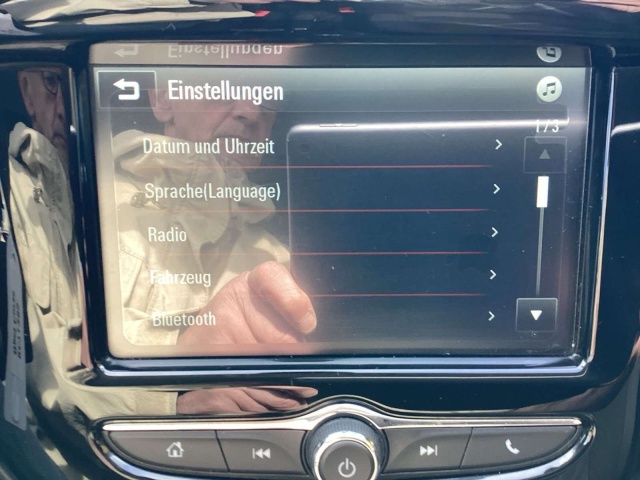 Einstellungen
1/3
Datum und Uhrzeit
Sprache(Language)
Radio
Fahrzeug
Bluetooth